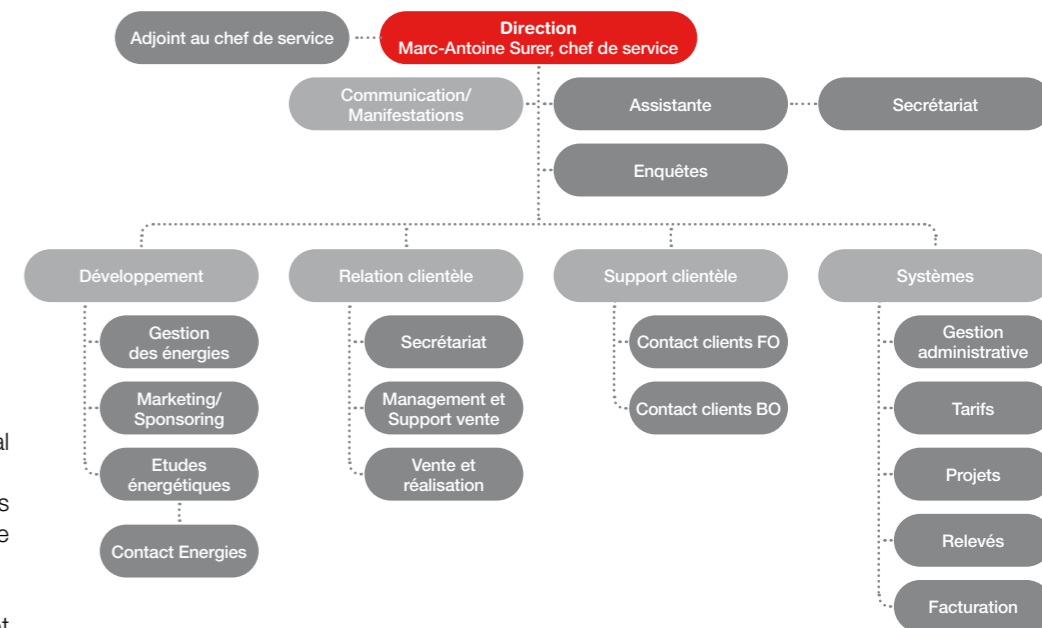 Adjoint au chef de service
Direction
Marc-Antoine Surer, chef de service
Communication/
Manifestations
Assistante
Secrétariat
Enquêtes
Développement
Relation clientèle
Support clientèle
Systèmes
Gestion
des énergies
Marketing/
Sponsoring
Etudes
énergétiques
Contact Energies
Secrétariat
Management et
Support vente
Vente et
réalisation
Contact clients FO
Contact clients BO
Gestion
administrative
Tarifs
Projets
Relevés
Facturation